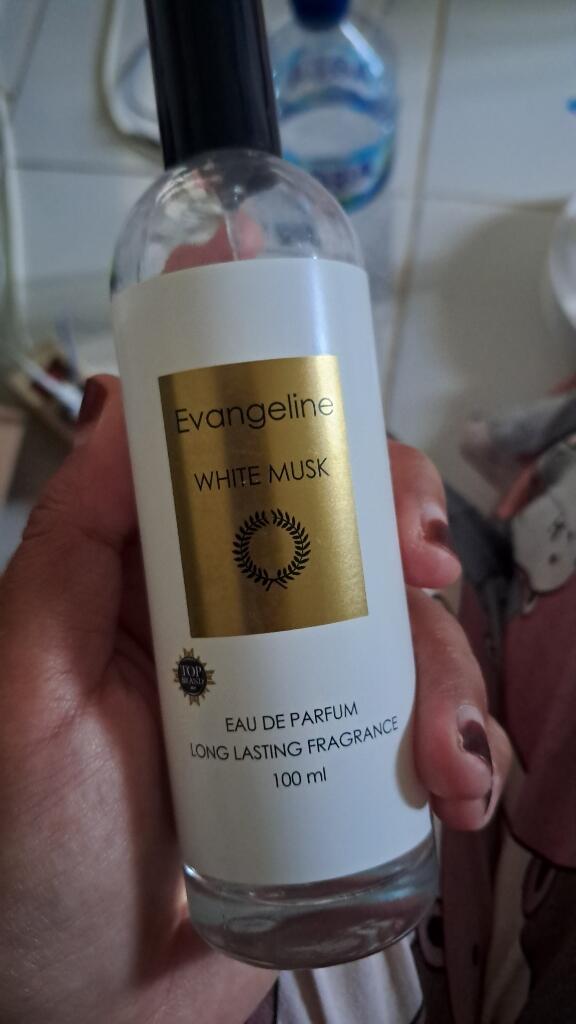 Evangeline
WHITE MUSK
TOP
BRAND
EAU DE PARFUM
LONG LASTING FRAGRANCE
100 ml